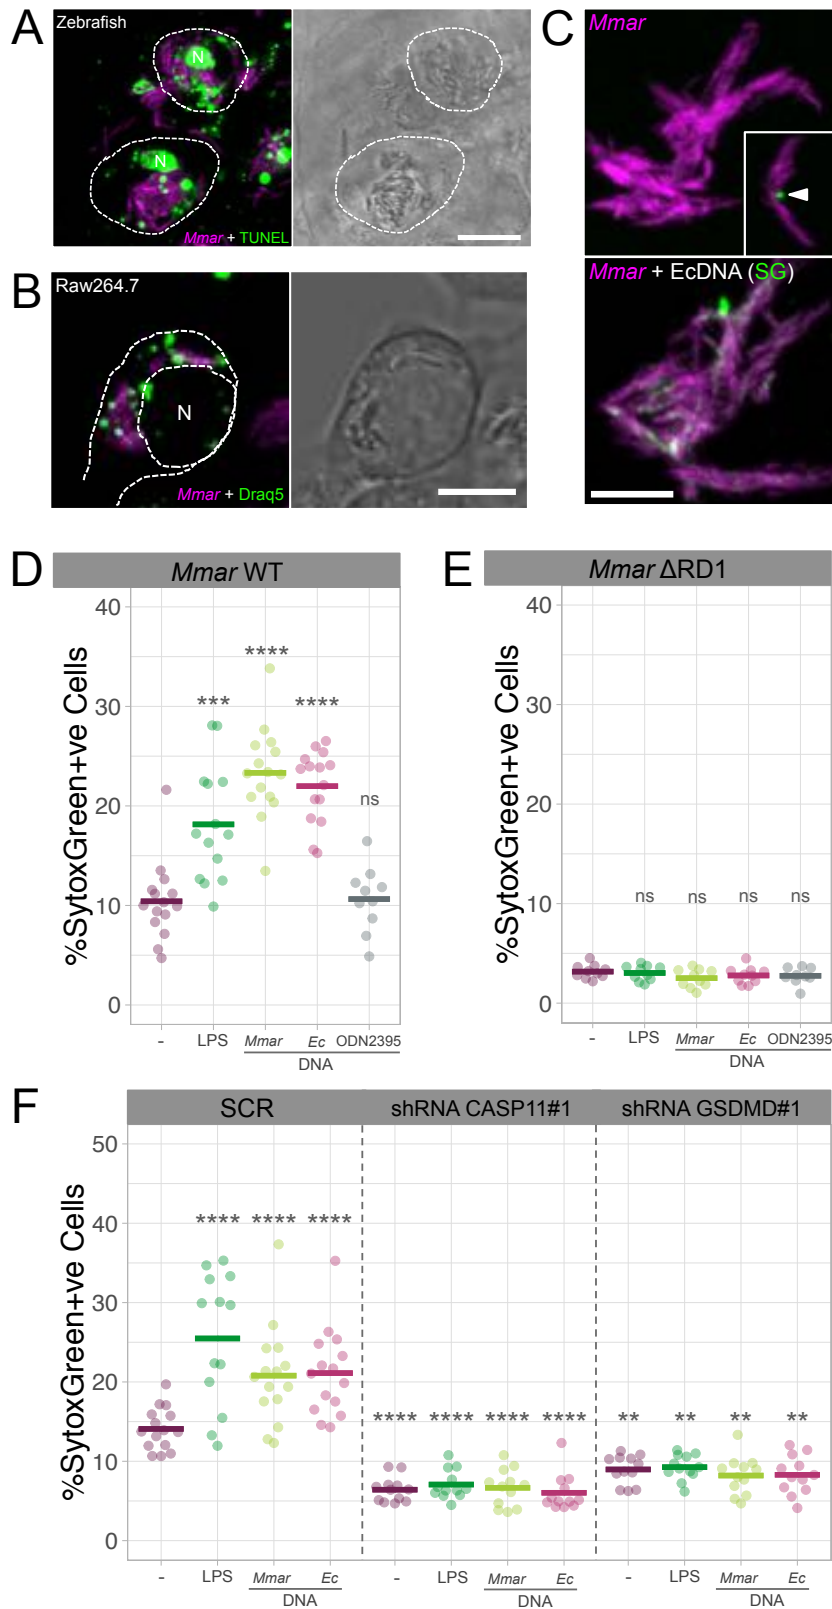 A
Zebrafish
N
N
Mmar + TUNEL
B
Raw264.7
N
Mmar + Draq5
C
Mmar
Mmar + EcDNA (SG)
D
Mmar WT
%SytoxGreen+ve Cells
40
30
20
10
0
***
****
****
ns
-
LPS
Mmar
Ec
ODN2395
DNA
E
Mmar ΔRD1
%SytoxGreen+ve Cells
40
30
20
10
0
ns
ns
ns
ns
-
LPS
Mmar
Ec
ODN2395
DNA
F
SCR
shRNA CASP11#1
shRNA GSDMD#1
%SytoxGreen+ve Cells
50
40
30
20
10
0
****
****
****
****
****
****
****
**
**
**
**
-
LPS
Mmar
Ec
DNA
-
LPS
Mmar
Ec
DNA
-
LPS
Mmar
Ec
DNA